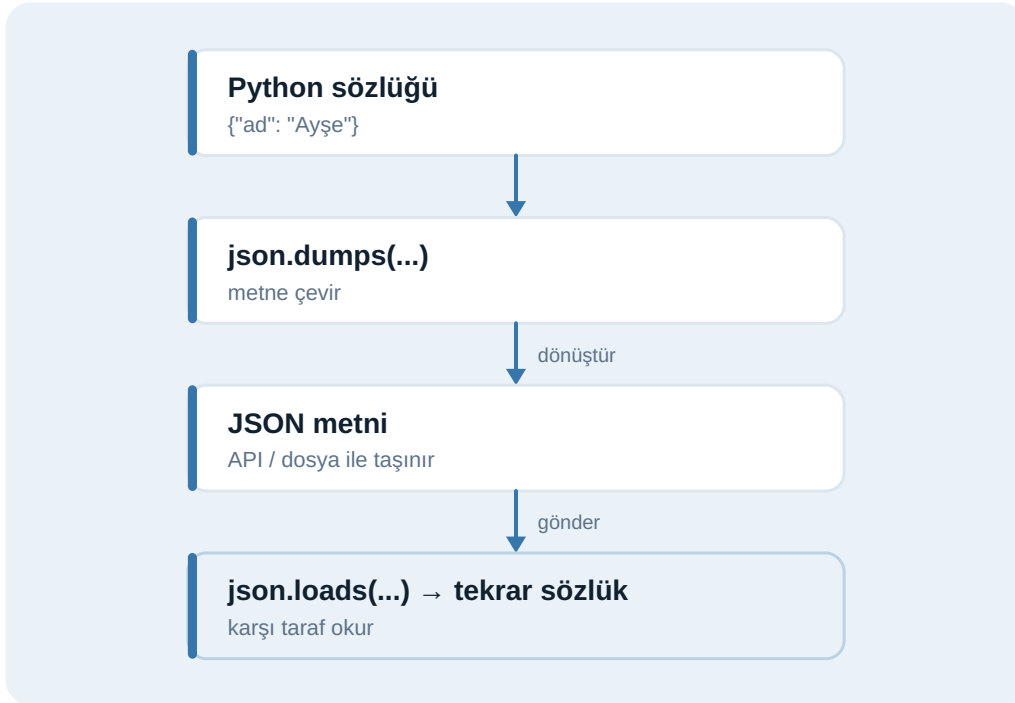 Python sözlüğü
{"ad": "Ayşe"}
json.dumps(...)
metne çevir
dönüştür
JSON metni
API / dosya ile taşınır
gönder
json.loads(...) → tekrar sözlük
karşı taraf okur